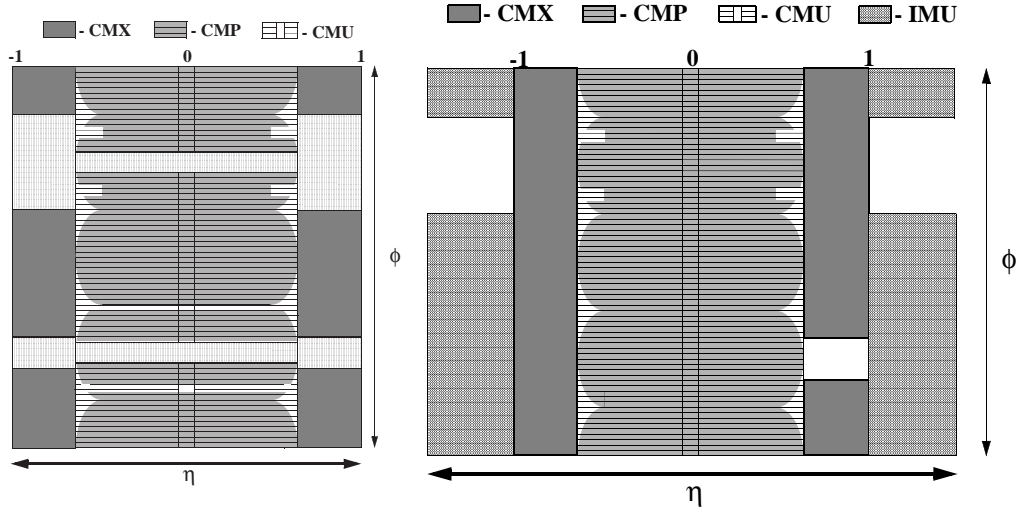 - CMX - CMP - CMU
-1 0 1
ϕ
η
- CMX - CMP - CMU - IMU
-1 0 1
ϕ
η